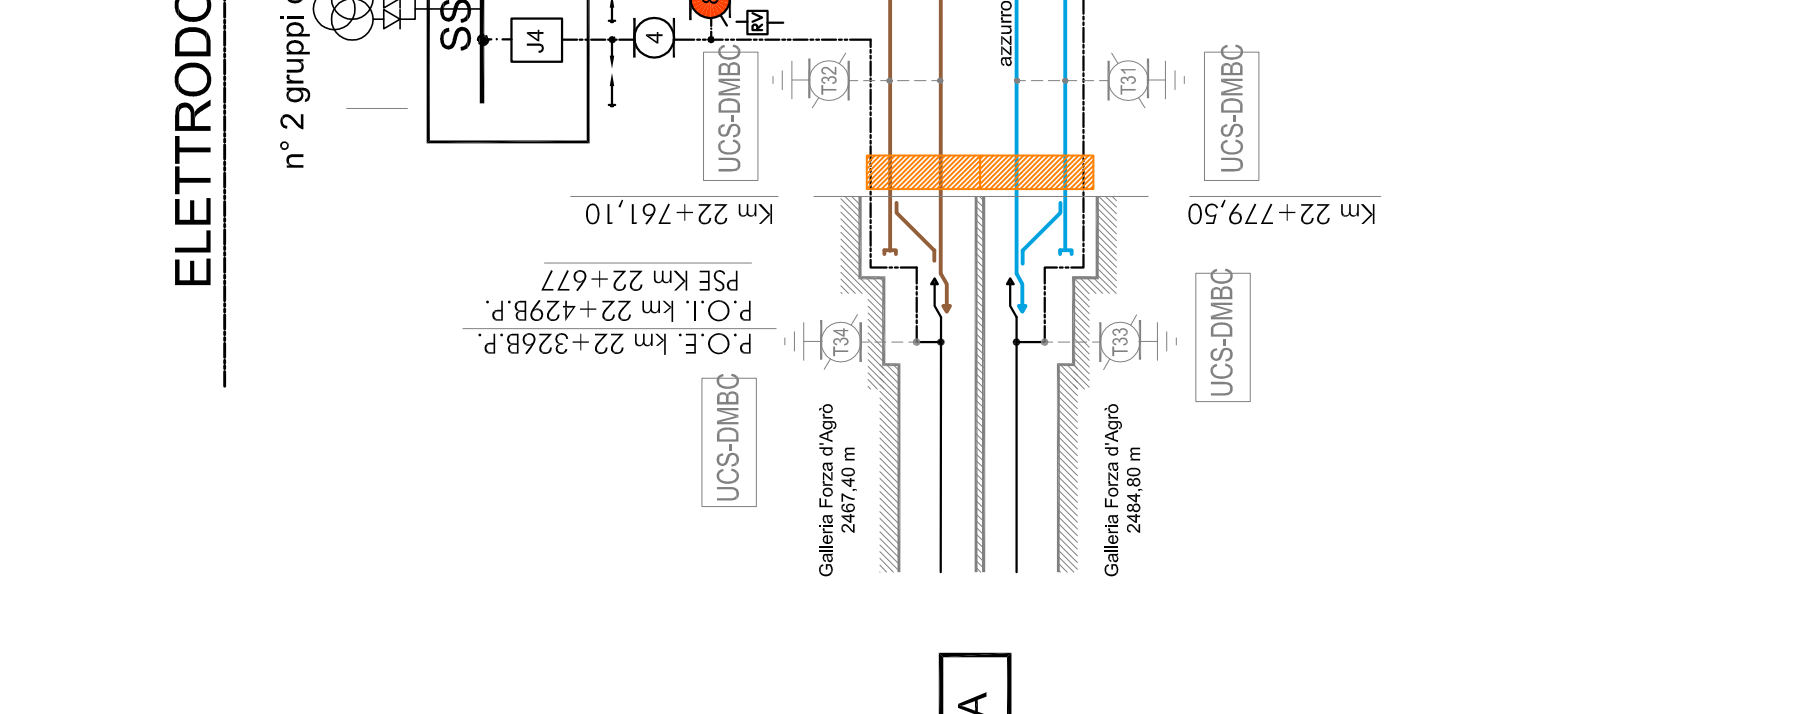 ELETTRODO
n° 2 gruppi
SS
J4
4
RV
azzurro
UCS-DMBC
T32
T31
UCS-DMBC
Km 22+761,10
Km 22+779,50
PSE Km 22+677
P.O.I. km 22+429B.P.
P.O.E. km 22+326B.P.
T34
T33
UCS-DMBC
UCS-DMBC
Galleria Forza d'Agrò
2467,40 m
Galleria Forza d'Agrò
2484,80 m
A